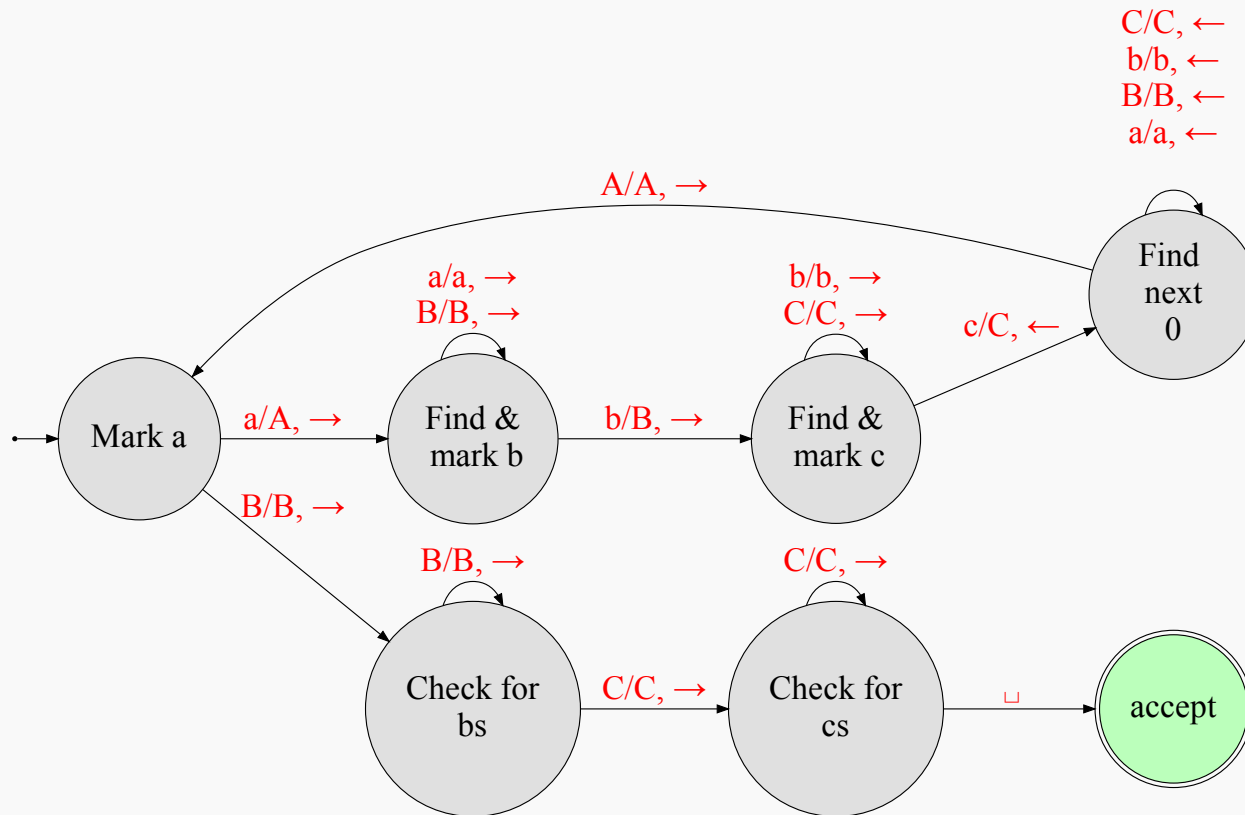 C/C, ←
b/b, ←
B/B, ←
a/a, ←
A/A, →
a/a, →
B/B, →
b/b, →
C/C, →
c/C, ←
Find
next
0
Mark a
a/A, →
Find &
mark b
b/B, →
Find &
mark c
B/B, →
B/B, →
C/C, →
Check for
bs
C/C, →
Check for
cs
␣
accept